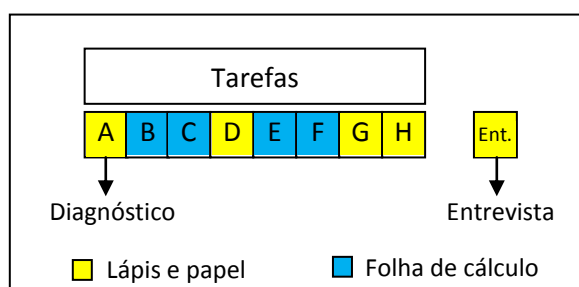 Tarefas
A B C D E F G H Ent.
Diagnóstico Entrevista
Lápis e papel Folha de cálculo